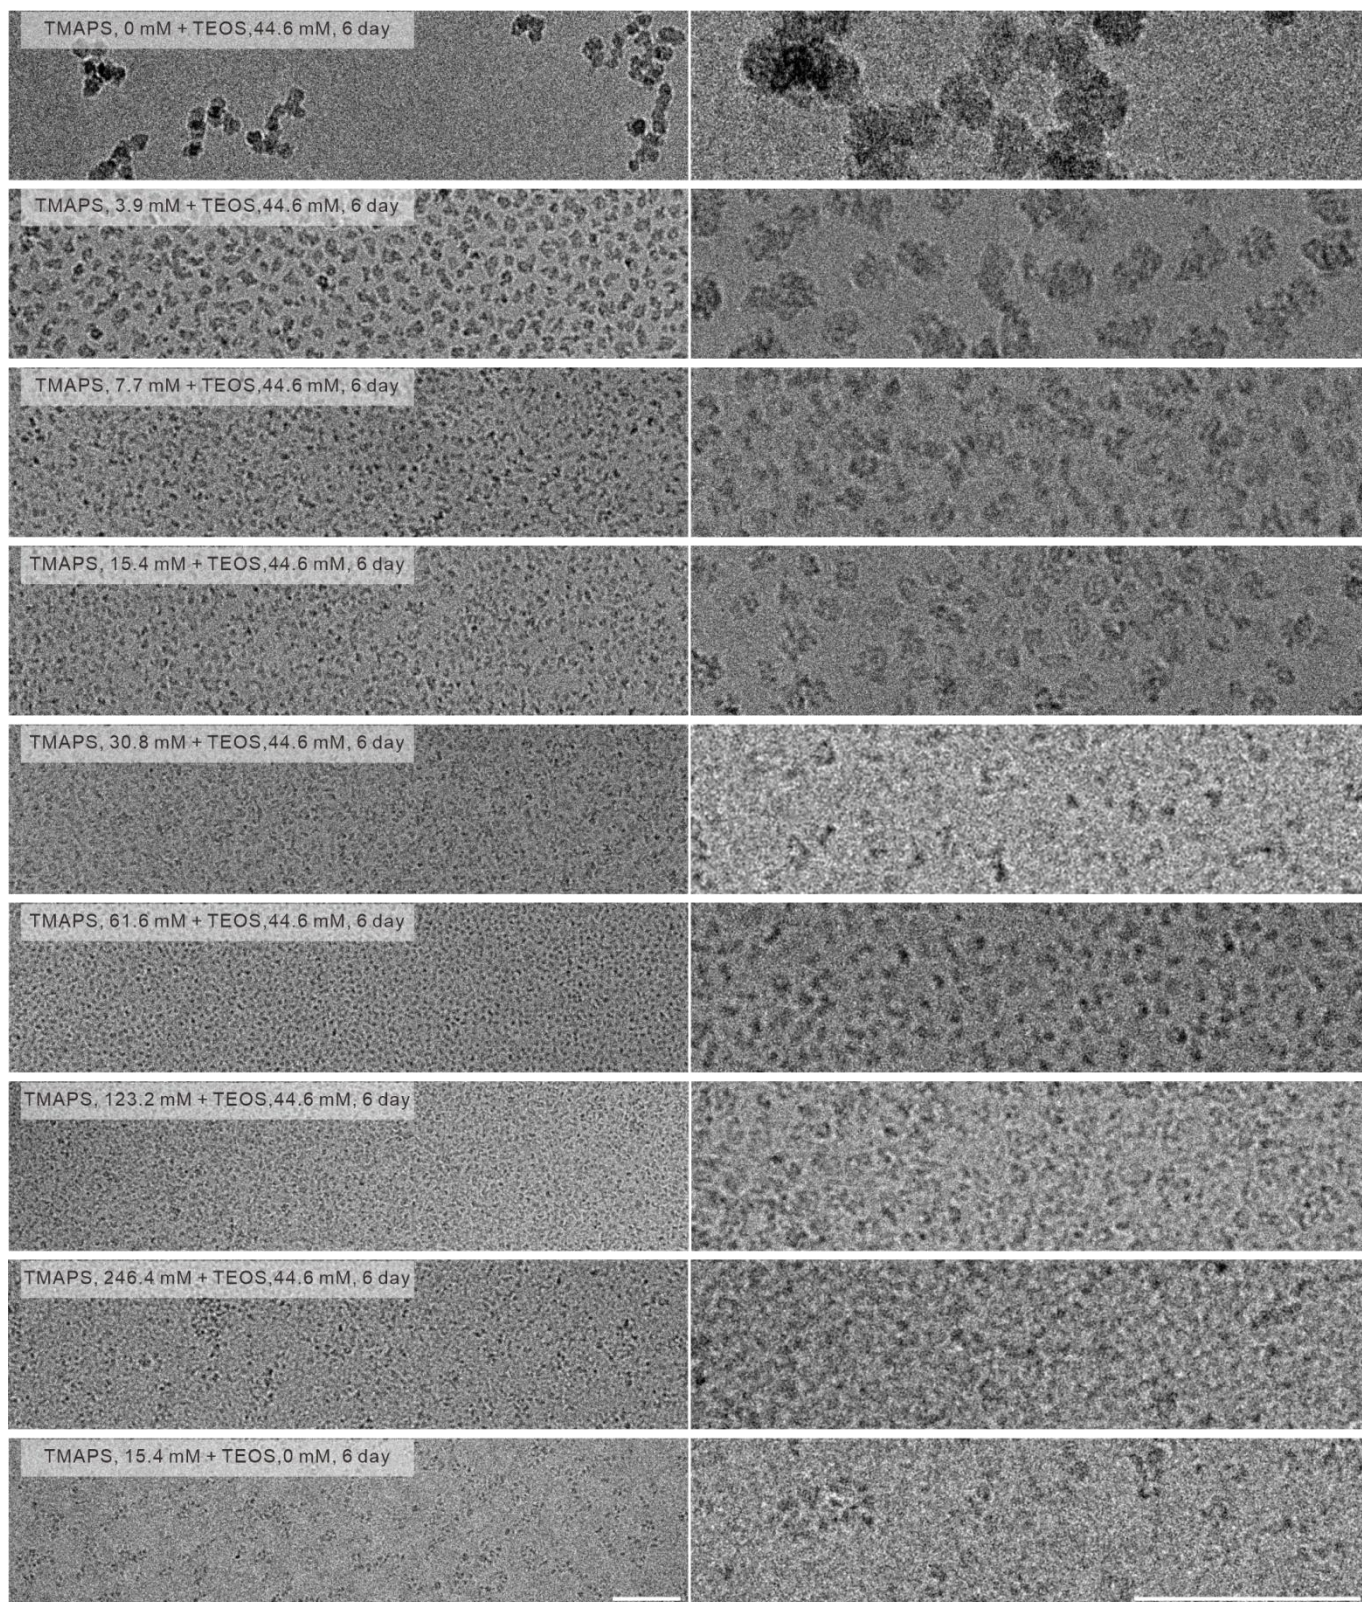 TMAPS, 0 mM + TEOS,44.6 mM, 6 day
TMAPS, 3.9 mM + TEOS,44.6 mM, 6 day
TMAPS, 7.7 mM + TEOS,44.6 mM, 6 day
TMAPS, 15.4 mM + TEOS,44.6 mM, 6 day
TMAPS, 30.8 mM + TEOS,44.6 mM, 6 day
TMAPS, 61.6 mM + TEOS,44.6 mM, 6 day
TMAPS, 123.2 mM + TEOS,44.6 mM, 6 day
TMAPS, 246.4 mM + TEOS,44.6 mM, 6 day
TMAPS, 15.4 mM + TEOS,0 mM, 6 day